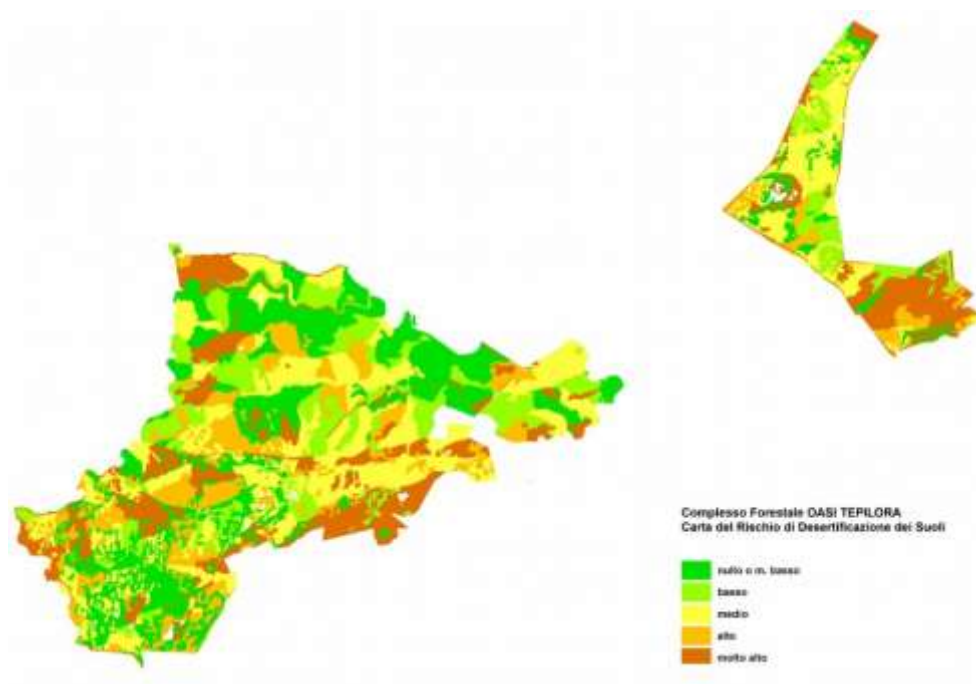 Complesso Forestale OASI TEPILORA
Carta del Rischio di Desertificazione dei Suoli
nullo o m. basso
basso
medio
alto
molto alto